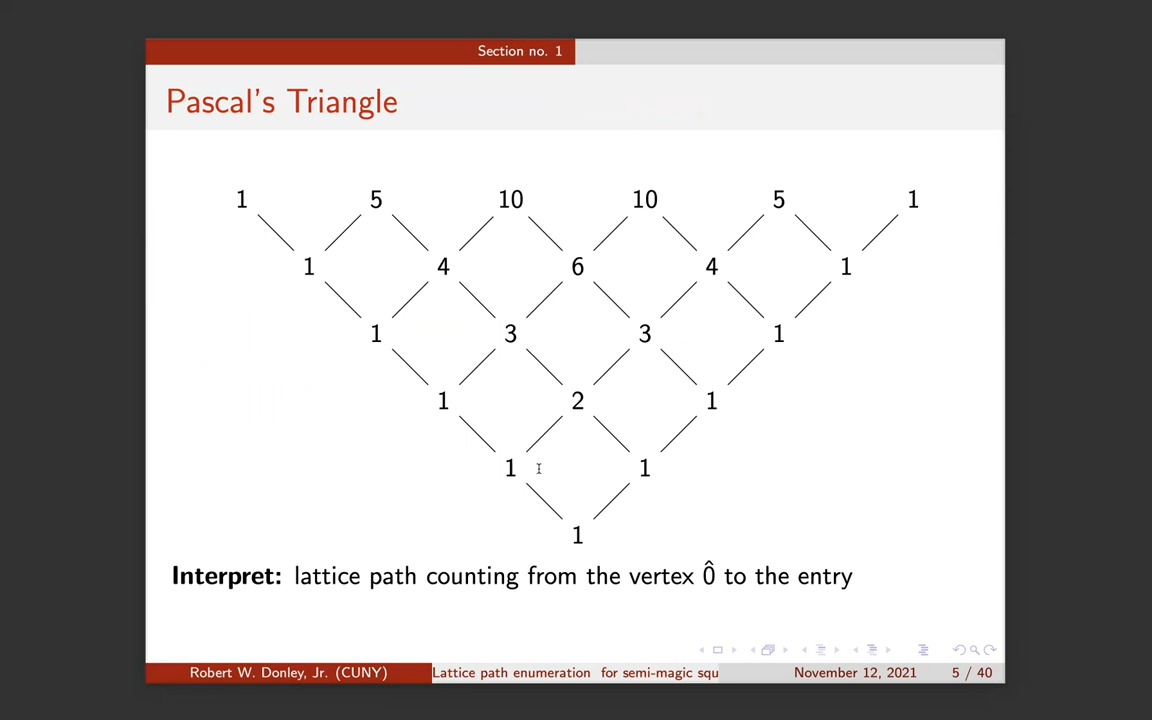 Section no. 1
Pascal's Triangle
1 5 10 10 5 1
1 4 6 4 1
1 3 3 1
1 2 1
1 1
1
Interpret: lattice path counting from the vertex 0̂ to the entry
Robert W. Donley, Jr. (CUNY) Lattice path enumeration for semi-magic squ November 12, 2021 5 / 40